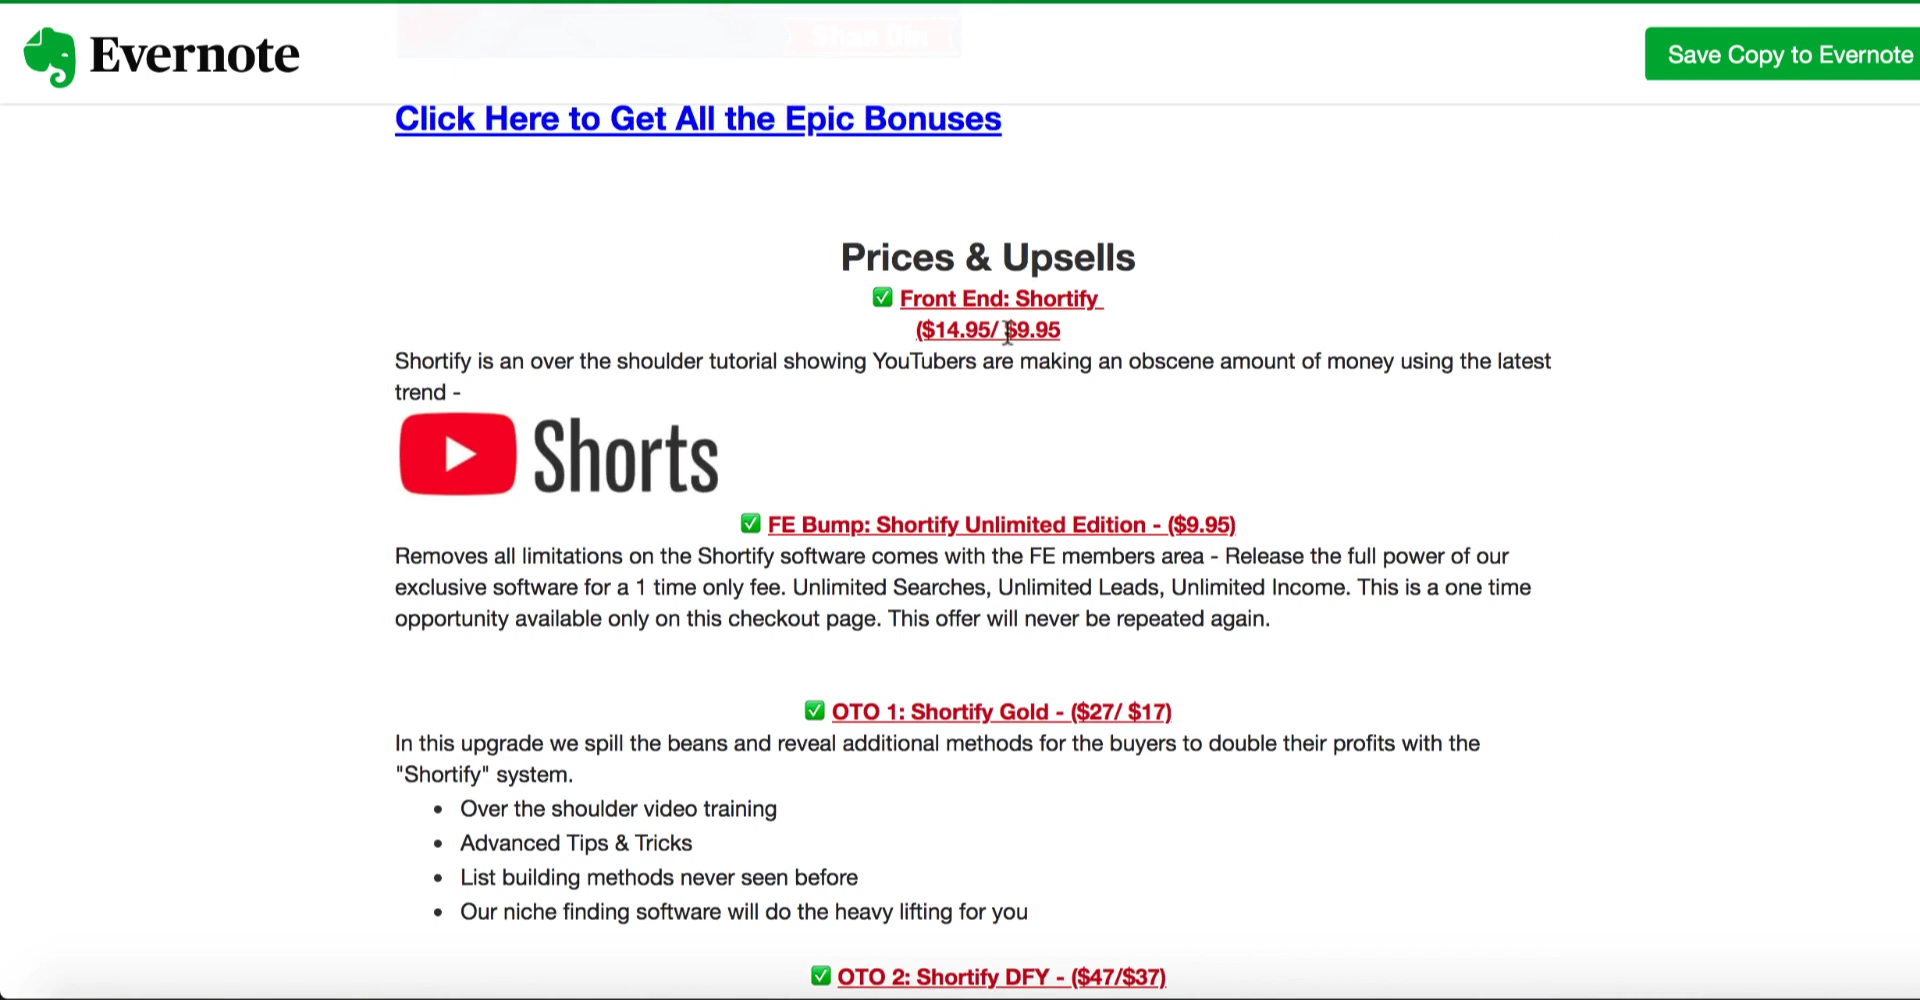 Evernote
Save Copy to Evernote
Click Here to Get All the Epic Bonuses
Prices & Upsells
✅ Front End: Shortify
($14.95/ $9.95
Shortify is an over the shoulder tutorial showing YouTubers are making an obscene amount of money using the latest
trend -
Shorts
✅ FE Bump: Shortify Unlimited Edition - ($9.95)
Removes all limitations on the Shortify software comes with the FE members area - Release the full power of our
exclusive software for a 1 time only fee. Unlimited Searches, Unlimited Leads, Unlimited Income. This is a one time
opportunity available only on this checkout page. This offer will never be repeated again.
✅ OTO 1: Shortify Gold - ($27/ $17)
In this upgrade we spill the beans and reveal additional methods for the buyers to double their profits with the
"Shortify" system.
• Over the shoulder video training
• Advanced Tips & Tricks
• List building methods never seen before
• Our niche finding software will do the heavy lifting for you
✅ OTO 2: Shortify DFY - ($47/$37)